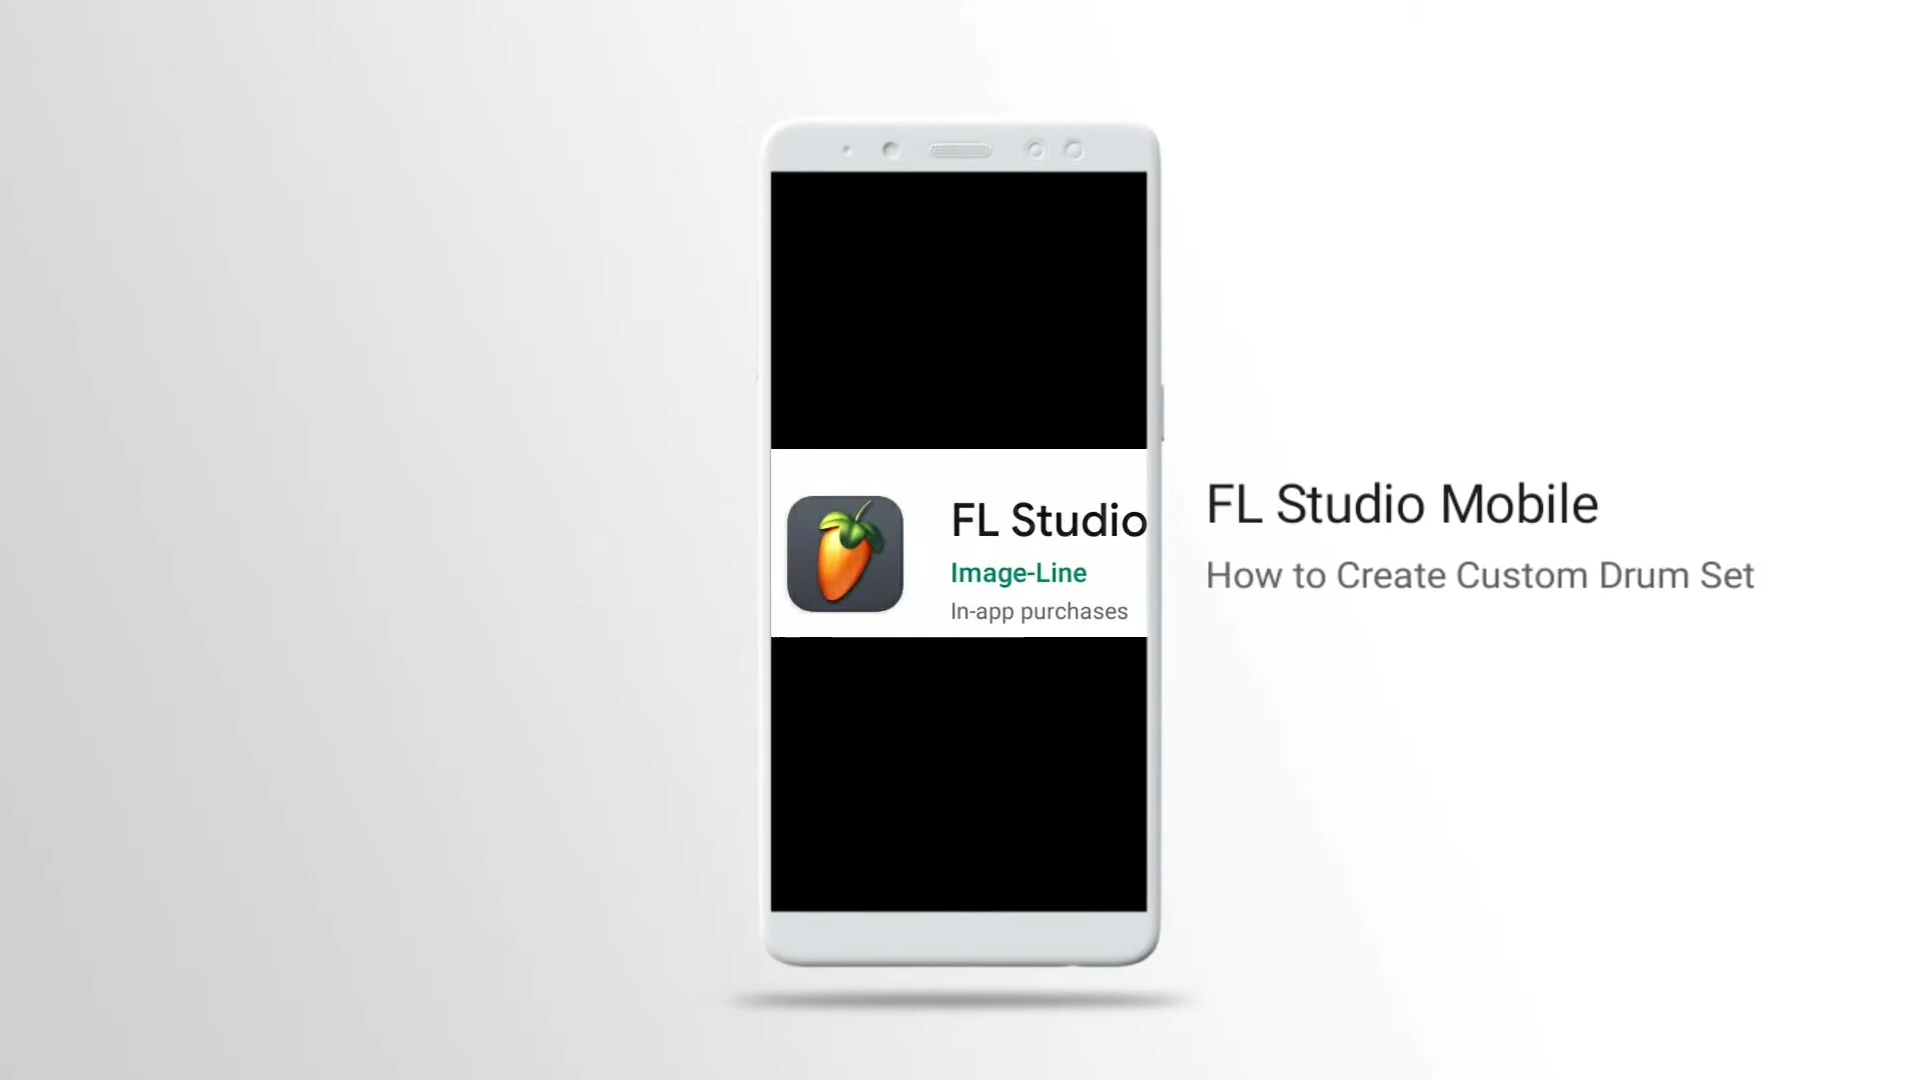 FL Studio
Image-Line
In-app purchases
FL Studio Mobile
How to Create Custom Drum Set